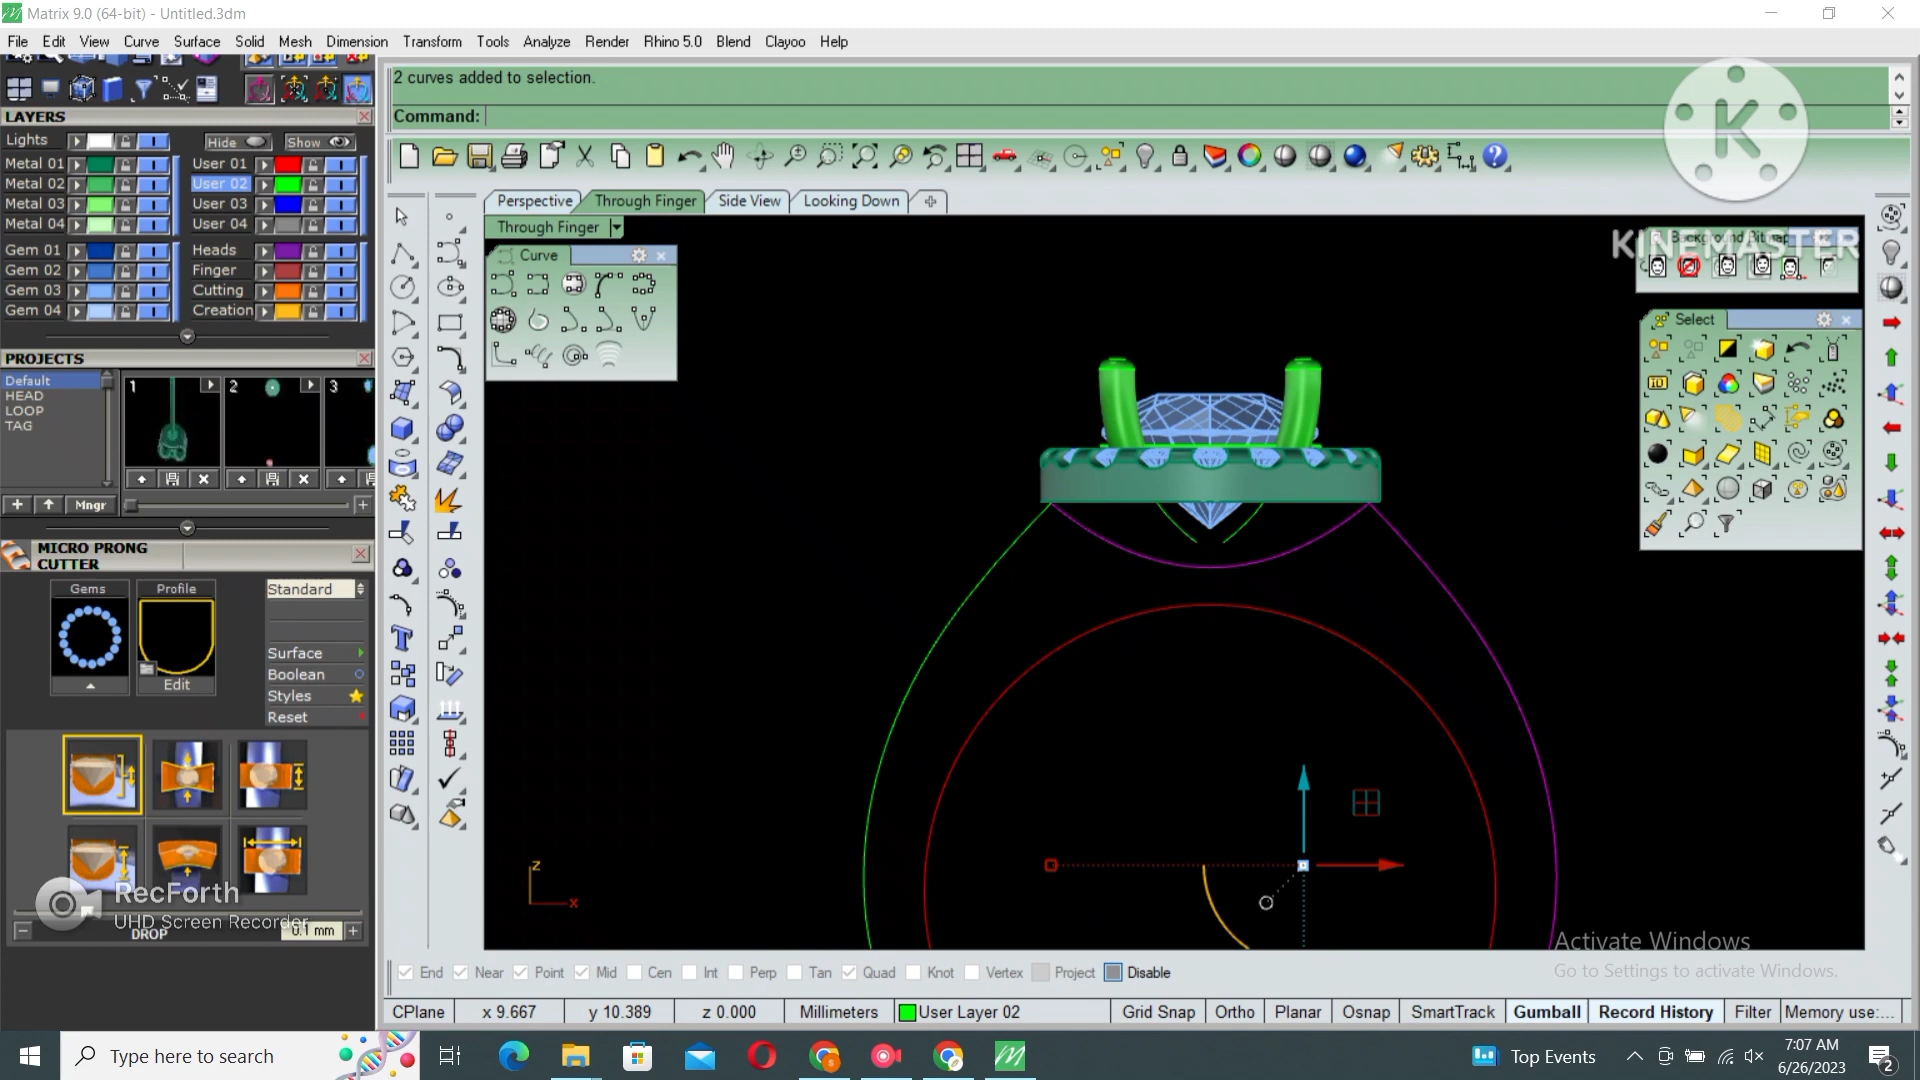 Matrix 9.0 (64-bit) - Untitled.3dm
File Edit View Curve Surface Solid Mesh Dimension Transform Tools Analyze Render Rhino 5.0 Blend Clayoo Help
2 curves added to selection.
Command:
K
LAYERS
Lights Hide Show
Metal 01 User 01
Metal 02 User 02
Metal 03 User 03
Metal 04 User 04
Gem 01 Heads
Gem 02 Finger
Gem 03 Cutting
Gem 04 Creation
Perspective Through Finger Side View Looking Down
Through Finger
Curve
KINEMASTER
Select
PROJECTS
Default
HEAD
LOOP
TAG
1 2 3
Mngr
MICRO PRONG
CUTTER
Gems Profile Standard
Surface
Boolean
Edit
Styles
Reset
RecForth
UHD Screen Recorder
DROP 0.1 mm
z
x
Activate Windows
Go to Settings to activate Windows.
End Near Point Mid Cen Int Perp Tan Quad Knot Vertex Project Disable
CPlane x 9.667 y 10.389 z 0.000 Millimeters User Layer 02 Grid Snap Ortho Planar Osnap SmartTrack Gumball Record History Filter Memory use:...
Type here to search
Top Events
7:07 AM
6/26/2023
2